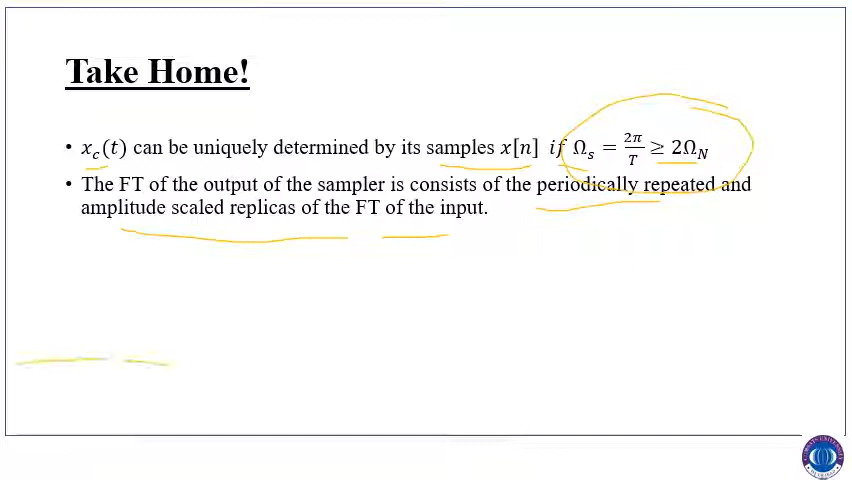 Take Home!
• x_c(t) can be uniquely determined by its samples x[n] if Ω_s = 2π/T ≥ 2Ω_N
• The FT of the output of the sampler is consists of the periodically repeated and
amplitude scaled replicas of the FT of the input.